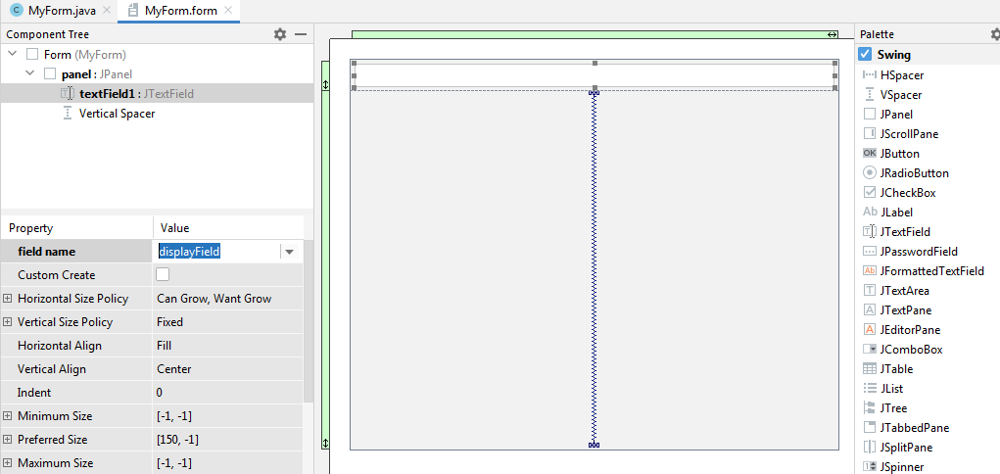 MyForm.java
MyForm.form
Component Tree
Form (MyForm)
panel : JPanel
textField1 : JTextField
Vertical Spacer
Property Value
field name displayField
Custom Create
Horizontal Size Policy Can Grow, Want Grow
Vertical Size Policy Fixed
Horizontal Align Fill
Vertical Align Center
Indent 0
Minimum Size [-1, -1]
Preferred Size [150, -1]
Maximum Size [-1, -1]
Palette
Swing
HSpacer
VSpacer
JPanel
JScrollPane
OK JButton
JRadioButton
JCheckBox
Ab JLabel
JTextField
JPasswordField
Ab JFormattedTextField
T JTextArea
A JTextPane
A JEditorPane
JComboBox
JTable
JList
JTree
JTabbedPane
JSplitPane
JSpinner